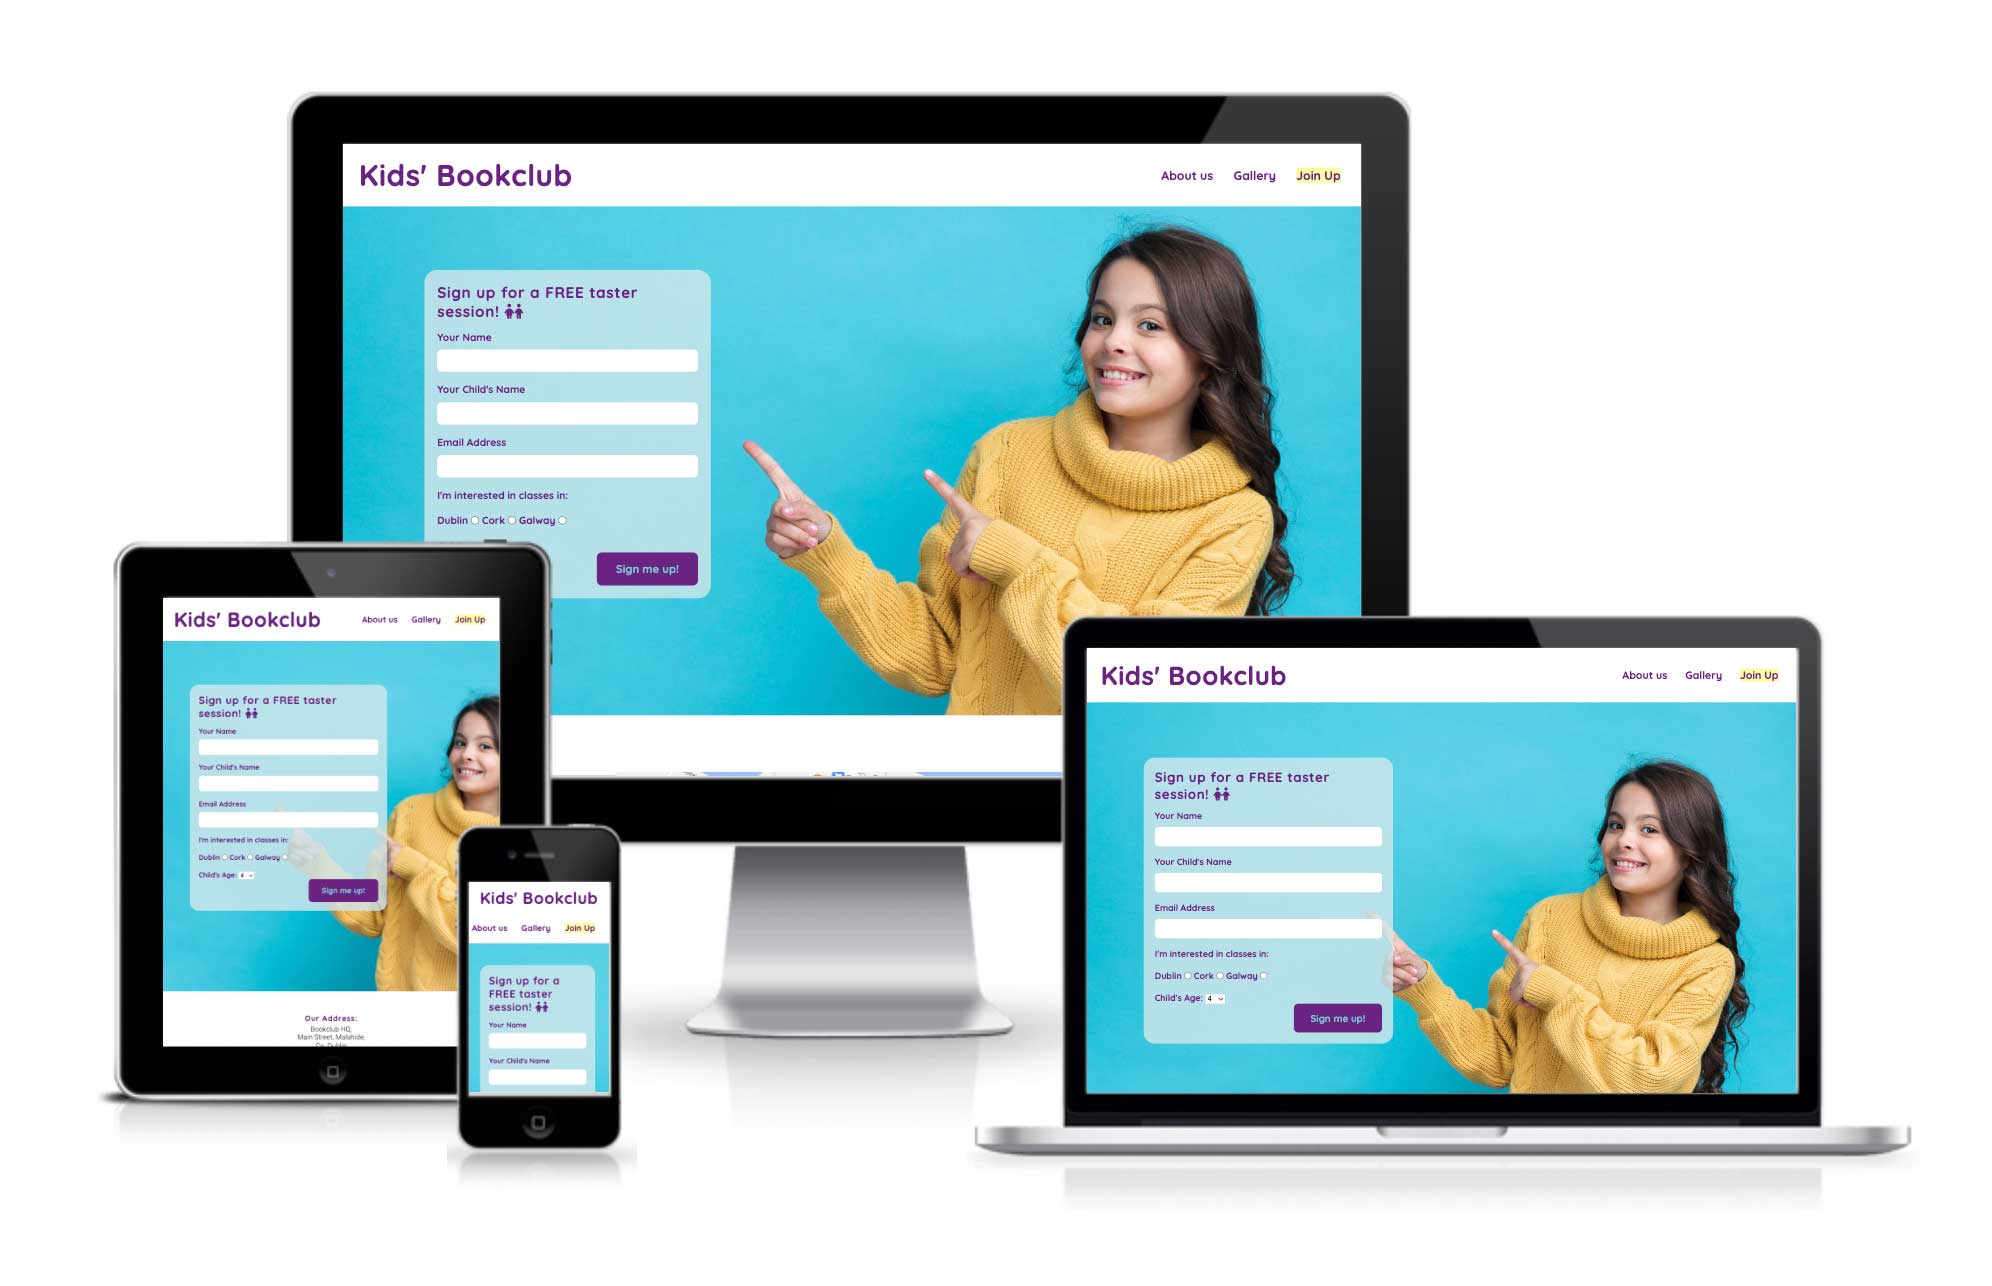 Kids' Bookclub
About us Gallery Join Up
Sign up for a FREE taster
session!
Your Name
Your Child's Name
Email Address
I'm interested in classes in:
Dublin Cork Galway
Sign me up!
Kids' Bookclub
About us Gallery Join Up
Sign up for a FREE taster
session!
Your Name
Your Child's Name
Email Address
I'm interested in classes in:
Dublin Cork Galway
Child's Age: 4
Sign me up!
Our Address:
Bookclub HQ,
Main Street, Malahide,
Co. Dublin
Kids' Bookclub
About us Gallery Join Up
Sign up for a
FREE taster
session!
Your Name
Your Child's Name
Kids' Bookclub
About us Gallery Join Up
Sign up for a FREE taster
session!
Your Name
Your Child's Name
Email Address
I'm interested in classes in:
Dublin Cork Galway
Child's Age: 4
Sign me up!